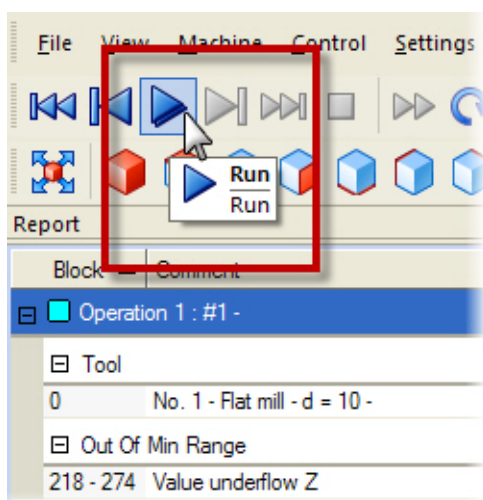 File View Machine Control Settings
Run
Run
Report
Block Comment
Operation 1 : #1 -
Tool
0 No. 1 - Flat mill - d = 10 -
Out Of Min Range
218 - 274 Value underflow Z